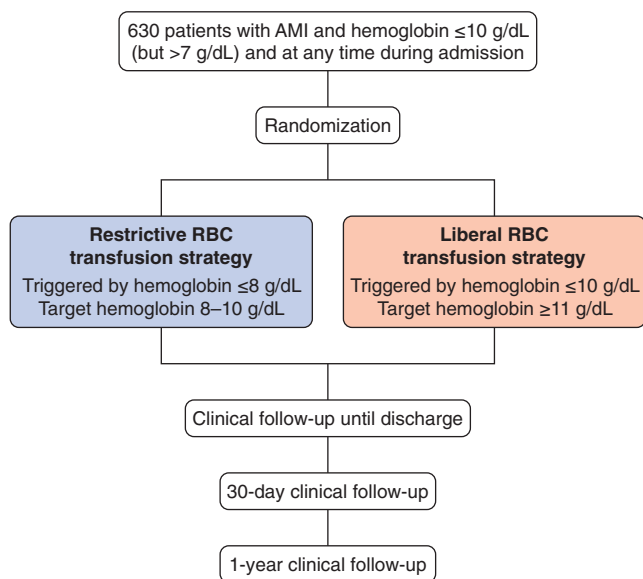 630 patients with AMI and hemoglobin ≤10 g/dL
(but >7 g/dL) and at any time during admission
Randomization
Restrictive RBC
transfusion strategy
Triggered by hemoglobin ≤8 g/dL
Target hemoglobin 8–10 g/dL
Liberal RBC
transfusion strategy
Triggered by hemoglobin ≤10 g/dL
Target hemoglobin ≥11 g/dL
Clinical follow-up until discharge
30-day clinical follow-up
1-year clinical follow-up